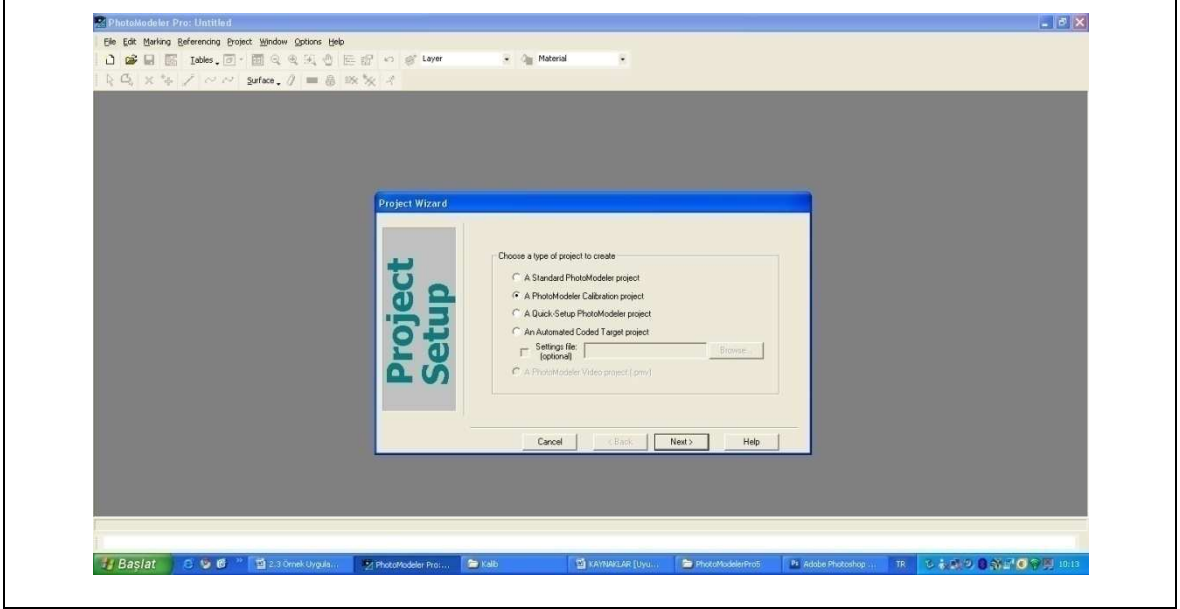 PhotoModeler Pro: Untitled
File Edit Marking Referencing Project Window Options Help
Tables Layer Material
Surface
Project Wizard
Project
Setup
Choose a type of project to create
A Standard PhotoModeler project
A PhotoModeler Calibration project
A Quick-Setup PhotoModeler project
An Automated Coded Target project
Settings file:
(optional)
Browse...
A PhotoModeler Video project (.pmv)
Cancel < Back Next > Help
Başlat 2.3 Örnek Uygula... PhotoModeler Pro: ... Kalib KAYNAKLAR [Uyu... PhotoModelerPro5 Adobe Photoshop ... TR 10:13